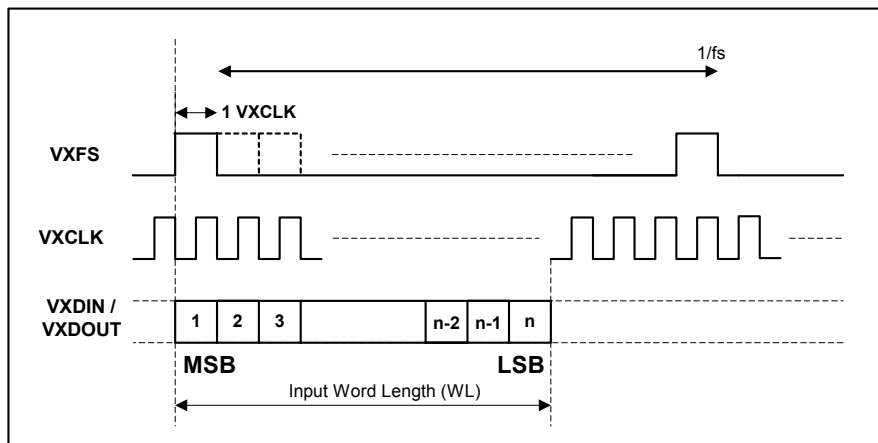 1/fs
1 VXCLK
VXFS
VXCLK
VXDIN /
VXDOUT
1 2 3 n-2 n-1 n
MSB LSB
Input Word Length (WL)